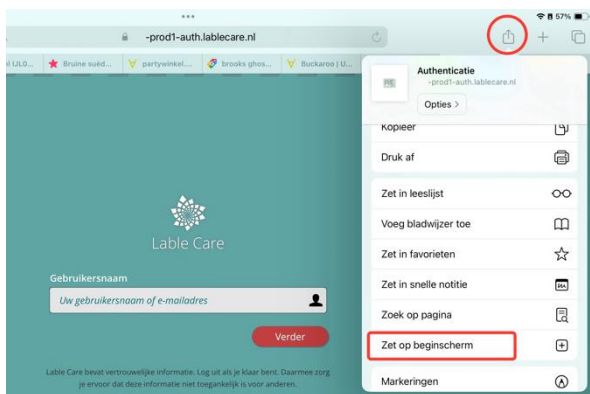 57%
-prod1-auth.lablecare.nl
Bruine suèd...
partywinkel....
brooks ghos...
Buckaroo | U...
Authenticatie
-prod1-auth.lablecare.nl
Opties >
Kopieer
Druk af
Zet in leeslijst
Voeg bladwijzer toe
Zet in favorieten
Zet in snelle notitie
Zoek op pagina
Zet op beginscherm
Markeringen
Lable Care
Gebruikersnaam
Uw gebruikersnaam of e-mailadres
Verder
Lable Care bevat vertrouwelijke informatie. Log uit als je klaar bent. Daarmee zorg
je ervoor dat deze informatie niet toegankelijk is voor anderen.